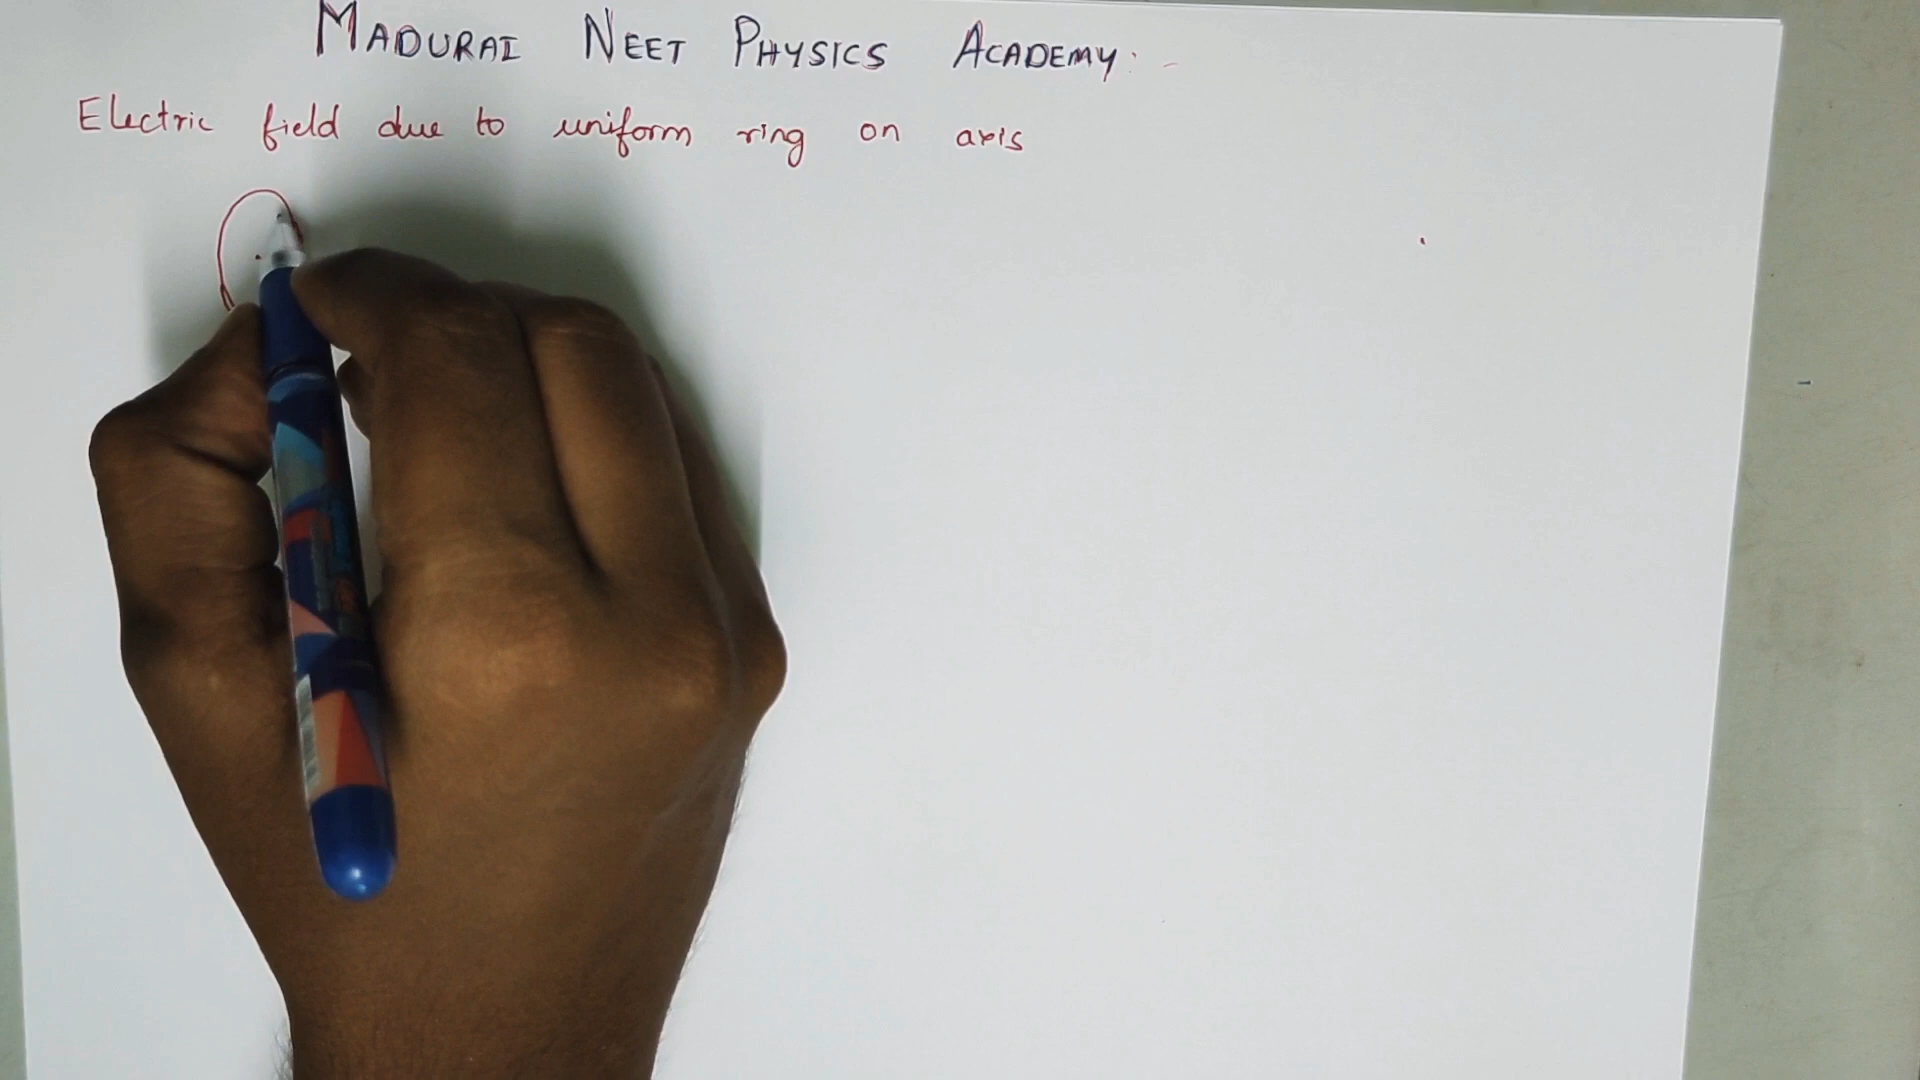 MADURAI NEET PHYSICS ACADEMY:-
Electric field due to uniform ring on axis